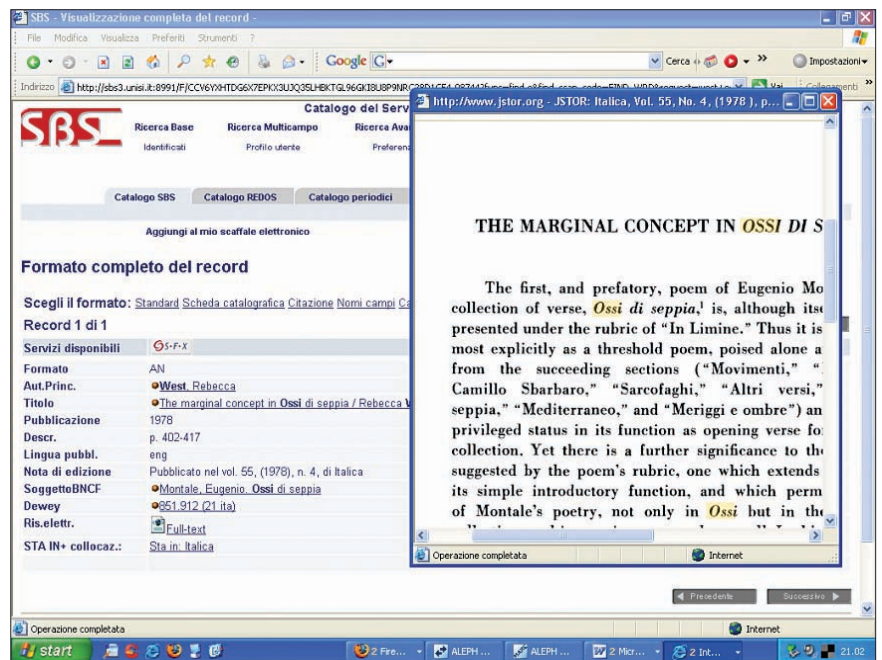 SBS - Visualizzazione completa del record -
File Modifica Visualizza Preferiti Strumenti ?
Google G Cerca Impostazioni
Indirizzo Vai Collegamenti
SBS
Catalogo del Serv
Ricerca Base Ricerca Multicampo Ricerca Ava
Identificati Profilo utente Preferen
Catalogo SBS Catalogo REDOS Catalogo periodici
Aggiungi al mio scaffale elettronico
Formato completo del record
Scegli il formato: Standard Scheda catalografica Citazione Nomi campi Ca
Record 1 di 1
Servizi disponibili S·F·X
Formato AN
Aut.Princ. West, Rebecca
Titolo The marginal concept in Ossi di seppia / Rebecca W
Pubblicazione 1978
Descr. p. 402-417
Lingua pubbl. eng
Nota di edizione Pubblicato nel vol. 55, (1978), n. 4, di Italica
SoggettoBNCF Montale, Eugenio. Ossi di seppia
Dewey 851.912 (21 ita)
Ris.elettr. Full-text
STA IN+ collocaz.: Sta in: Italica
http://www.jstor.org - JSTOR: Italica, Vol. 55, No. 4, (1978 ), p...
THE MARGINAL CONCEPT IN OSSI DI S
The first, and prefatory, poem of Eugenio Mo
collection of verse, Ossi di seppia,¹ is, although itse
presented under the rubric of “In Limine.” Thus it is
most explicitly as a threshold poem, poised alone a
from the succeeding sections (“Movimenti,” “
Camillo Sbarbaro,” “Sarcofaghi,” “Altri versi,”
seppia,” “Mediterraneo,” and “Meriggi e ombre”) an
privileged status in its function as opening verse fo
collection. Yet there is a further significance to the
suggested by the poem’s rubric, one which extends
its simple introductory function, and which perm
of Montale’s poetry, not only in Ossi but in the
Operazione completata Internet
Precedente Successivo
Operazione completata Internet
start 2 Fire... ALEPH ... ALEPH ... 2 Micr... 2 Int... 21.02